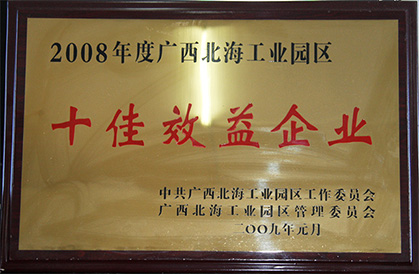 2008年度广西北海工业园区
十佳效益企业
中共广西北海工业园区工作委员会
广西北海工业园区管理委员会
二〇〇九年元月